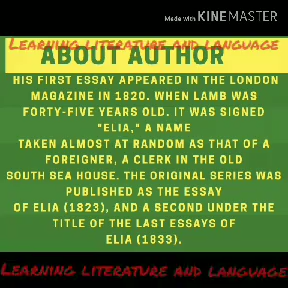 Made with KINEMASTER
Learning literature and language
ABOUT AUTHOR
HIS FIRST ESSAY APPEARED IN THE LONDON
MAGAZINE IN 1820. WHEN LAMB WAS
FORTY-FIVE YEARS OLD. IT WAS SIGNED
"ELIA," A NAME
TAKEN ALMOST AT RANDOM AS THAT OF A
FOREIGNER, A CLERK IN THE OLD
SOUTH SEA HOUSE. THE ORIGINAL SERIES WAS
PUBLISHED AS THE ESSAY
OF ELIA (1823), AND A SECOND UNDER THE
TITLE OF THE LAST ESSAYS OF
ELIA (1833).
Learning literature and language